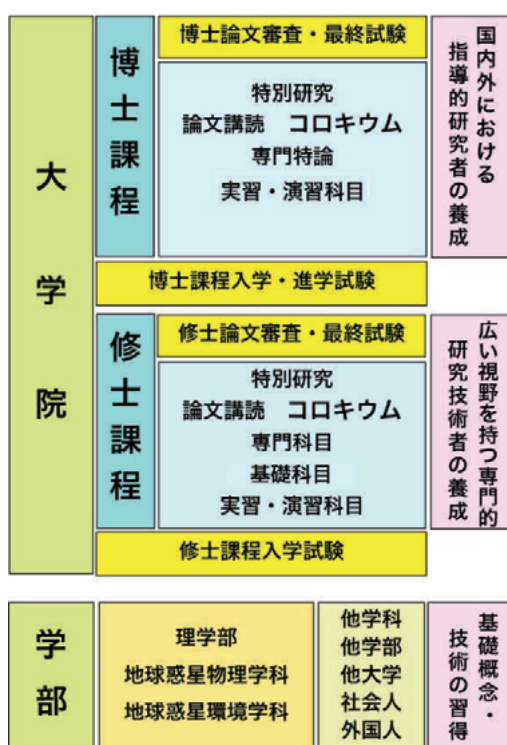 大学院
博士課程
博士論文審査・最終試験
特別研究
論文講読 コロキウム
専門特論
実習・演習科目
国内外における
指導的研究者の養成
博士課程入学・進学試験
修士課程
修士論文審査・最終試験
特別研究
論文講読 コロキウム
専門科目
基礎科目
実習・演習科目
広い視野を持つ専門的
研究技術者の養成
修士課程入学試験
学部
理学部
地球惑星物理学科
地球惑星環境学科
他学科
他学部
他大学
社会人
外国人
基礎概念・
技術の習得